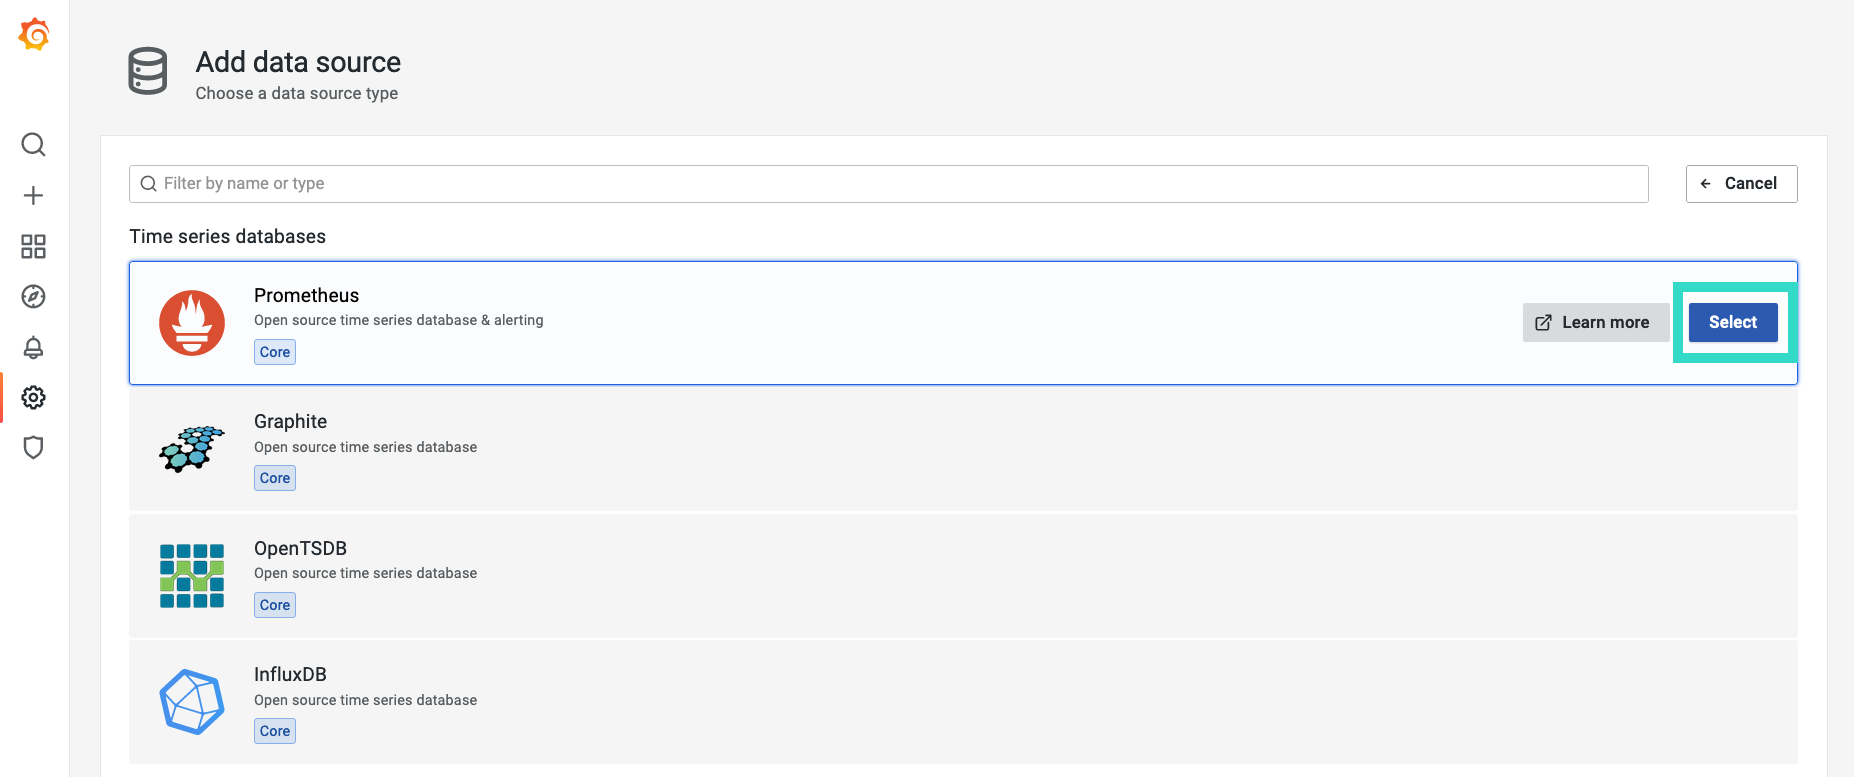 Add data source
Choose a data source type
Filter by name or type
Cancel
Time series databases
Prometheus
Open source time series database & alerting
Core
Learn more
Select
Graphite
Open source time series database
Core
OpenTSDB
Open source time series database
Core
InfluxDB
Open source time series database
Core